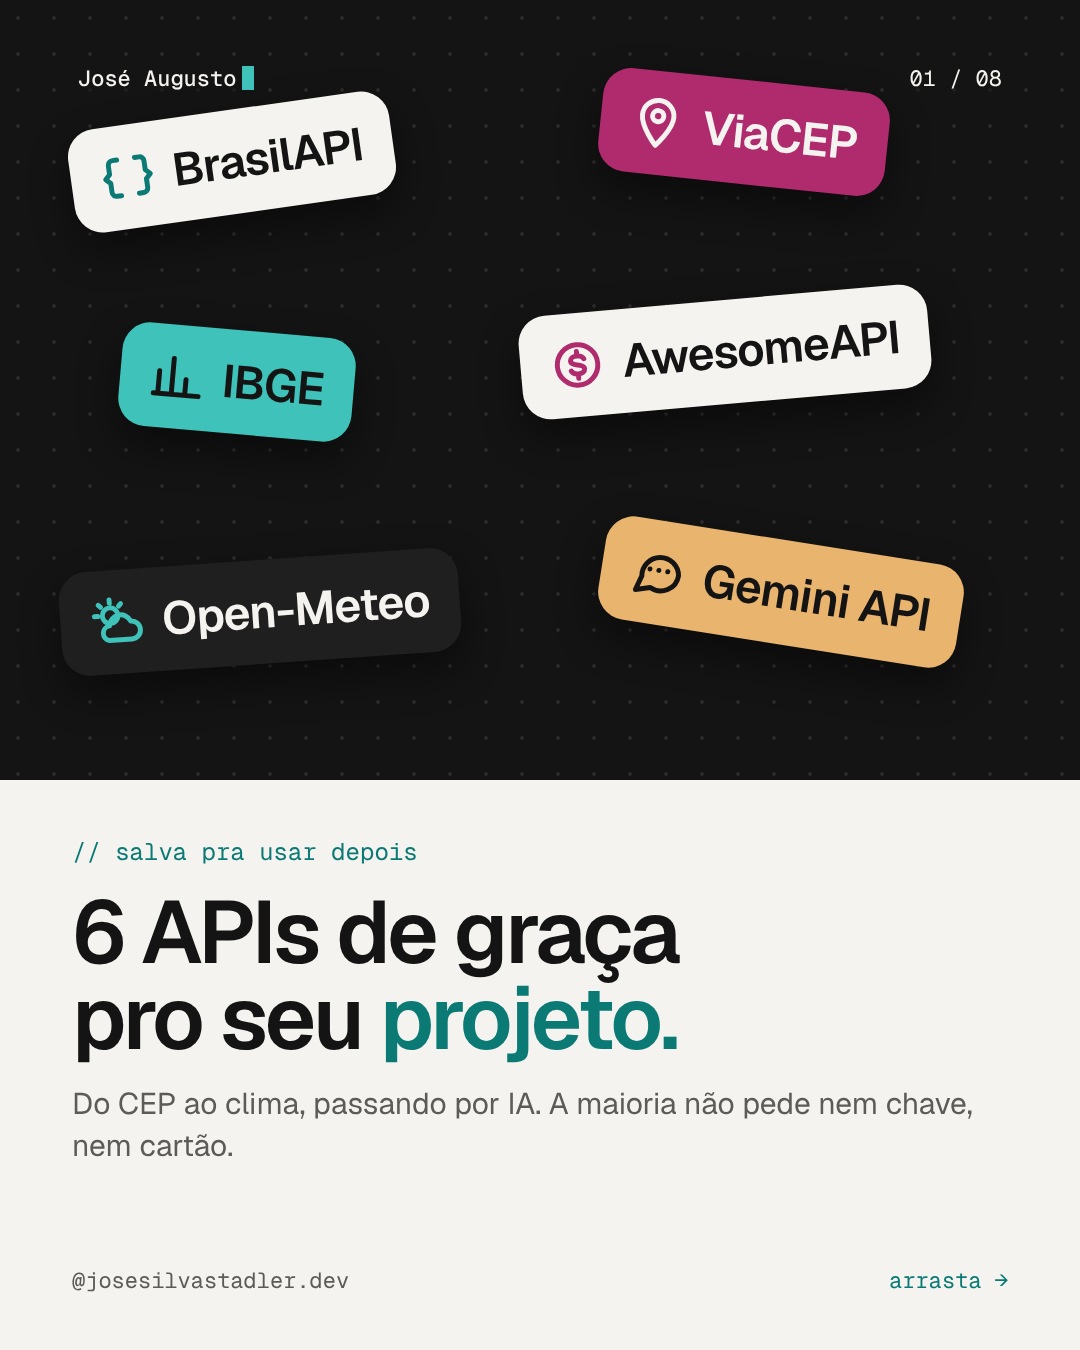 José Augusto
01 / 08
BrasilAPI
ViaCEP
IBGE
AwesomeAPI
Open-Meteo
Gemini API
// salva pra usar depois
6 APIs de graça
pro seu projeto.
Do CEP ao clima, passando por IA. A maioria não pede nem chave,
nem cartão.
@josesilvastadler.dev
arrasta →